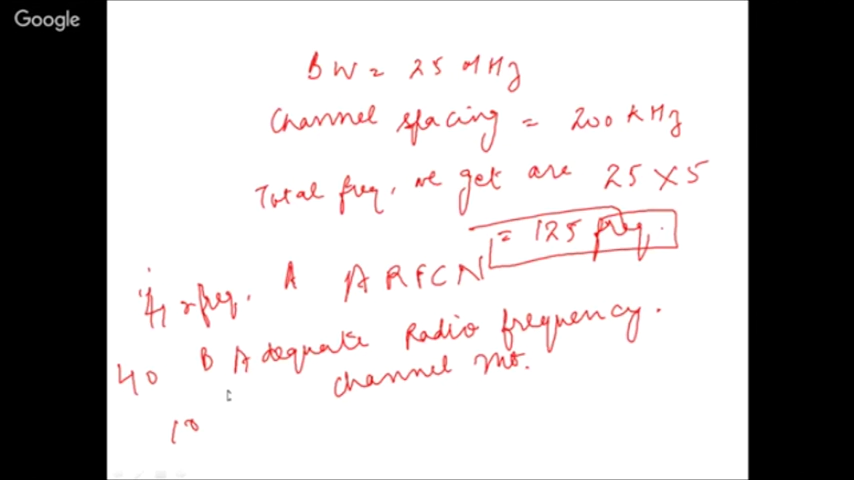 Google
BW = 25 MHz
Channel spacing = 200 kHz
Total freq. we get are 25 X 5
= 125 freq.
freq. A ARFCN
40 B Adequate Radio frequency.
channel
10